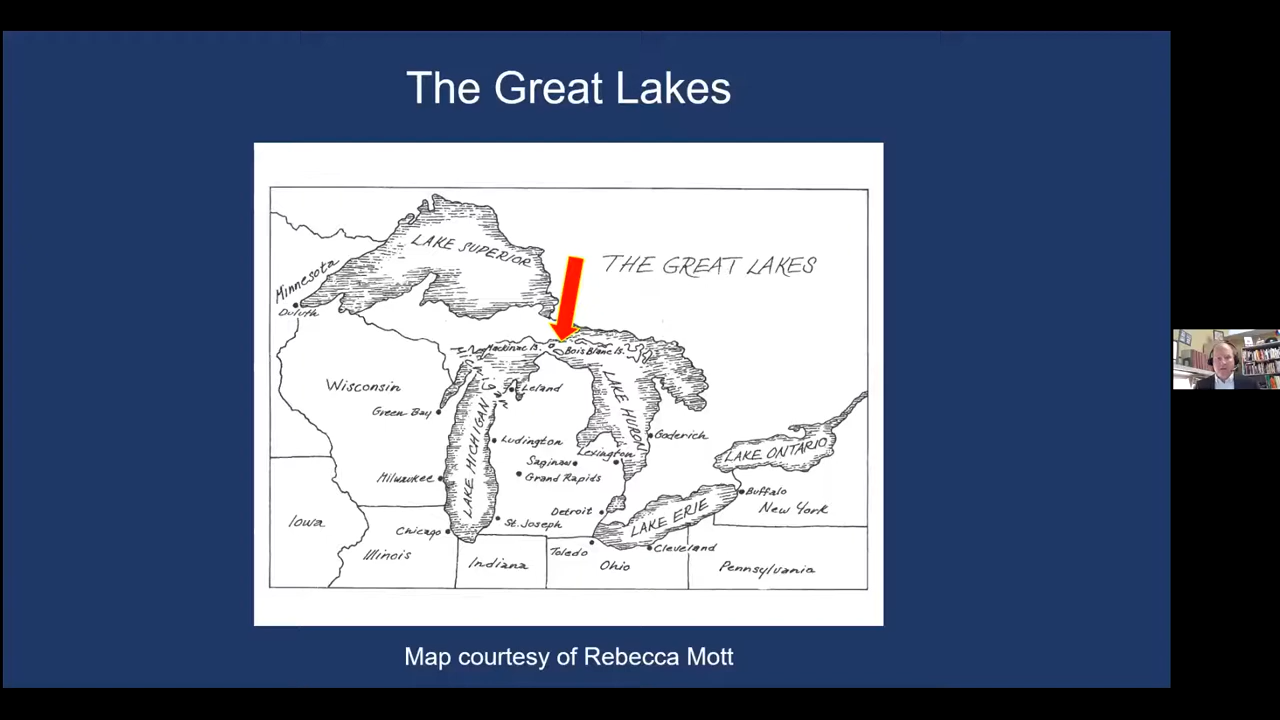 The Great Lakes
LAKE SUPERIOR
THE GREAT LAKES
Minnesota
Duluth
Mackinac Is.
Bois Blanc Is.
Wisconsin
Leland
Green Bay
LAKE MICHIGAN
LAKE HURON
Ludington
Goderich
LAKE ONTARIO
Lexington
Saginaw
Grand Rapids
Milwaukee
Buffalo
New York
Detroit
LAKE ERIE
Iowa
St. Joseph
Chicago
Illinois
Toledo
Cleveland
Indiana
Ohio
Pennsylvania
Map courtesy of Rebecca Mott